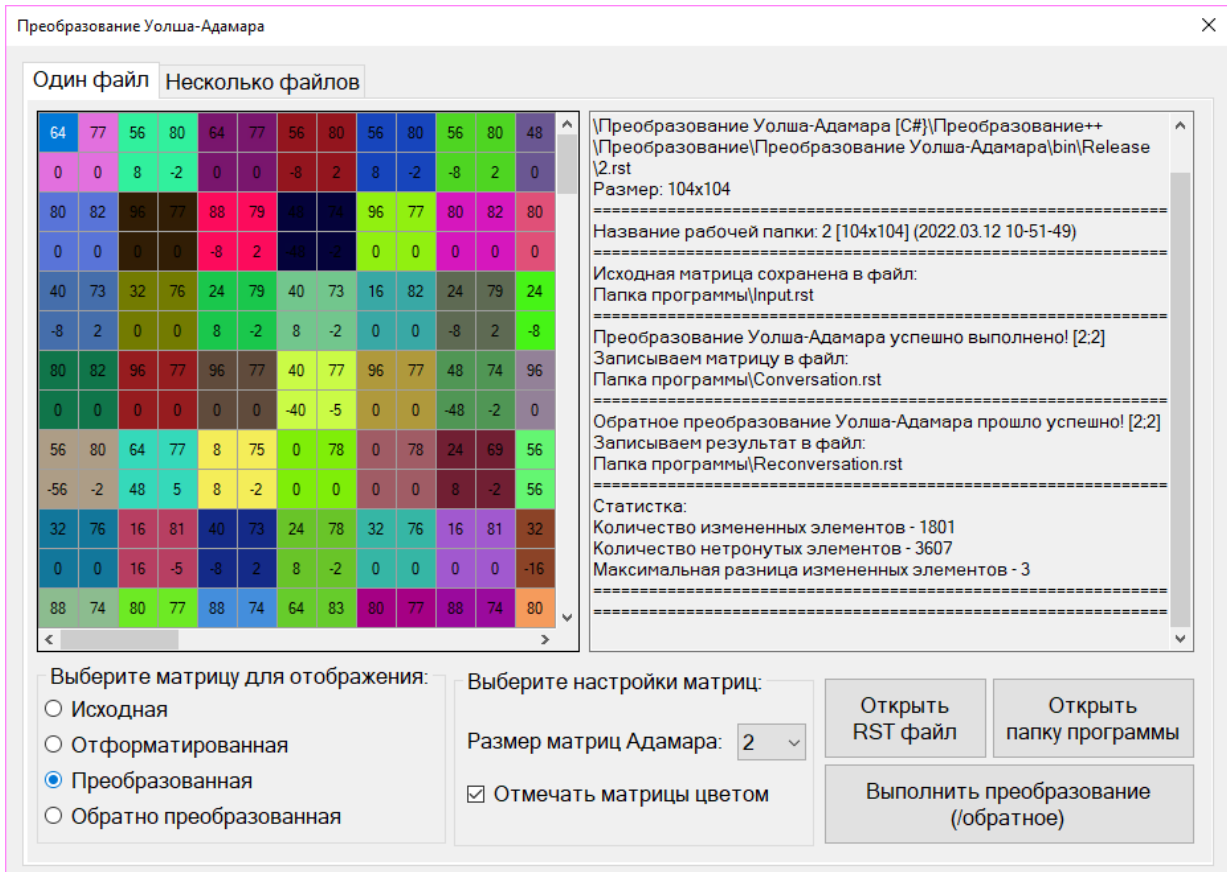 Преобразование Уолша-Адамара
Один файл Несколько файлов
64 77 56 80 64 77 56 80 56 80 56 80 48
0 0 8 -2 0 0 -8 2 8 -2 -8 2 0
80 82 96 77 88 79 48 74 96 77 80 82 80
0 0 0 0 -8 2 -48 -2 0 0 0 0 0
40 73 32 76 24 79 40 73 16 82 24 79 24
-8 2 0 0 8 -2 8 -2 0 0 -8 2 -8
80 82 96 77 96 77 40 77 96 77 48 74 96
0 0 0 0 0 0 -40 -5 0 0 -48 -2 0
56 80 64 77 8 75 0 78 0 78 24 69 56
-56 -2 48 5 8 -2 0 0 0 0 8 -2 56
32 76 16 81 40 73 24 78 32 76 16 81 32
0 0 16 -5 -8 2 8 -2 0 0 0 0 -16
88 74 80 77 88 74 64 83 80 77 88 74 80
\Преобразование Уолша-Адамара [C#}\Преобразование++
\Преобразование\Преобразование Уолша-Адамара\bin\Release
\2.rst
Размер: 104x104
==========================================================
Название рабочей папки: 2 [104x104] (2022.03.12 10-51-49)
==========================================================
Исходная матрица сохранена в файл:
Папка программы\Input.rst
==========================================================
Преобразование Уолша-Адамара успешно выполнено! [2;2]
Записываем матрицу в файл:
Папка программы\Conversation.rst
==========================================================
Обратное преобразование Уолша-Адамара прошло успешно! [2;2]
Записываем результат в файл:
Папка программы\Reconversation.rst
==========================================================
Статистка:
Количество измененных элементов - 1801
Количество нетронутых элементов - 3607
Максимальная разница измененных элементов - 3
==========================================================
==========================================================
Выберите матрицу для отображения:
Исходная
Отформатированная
Преобразованная
Обратно преобразованная
Выберите настройки матриц:
Размер матриц Адамара: 2
Отмечать матрицы цветом
Открыть
RST файл
Открыть
папку программы
Выполнить преобразование
(/обратное)